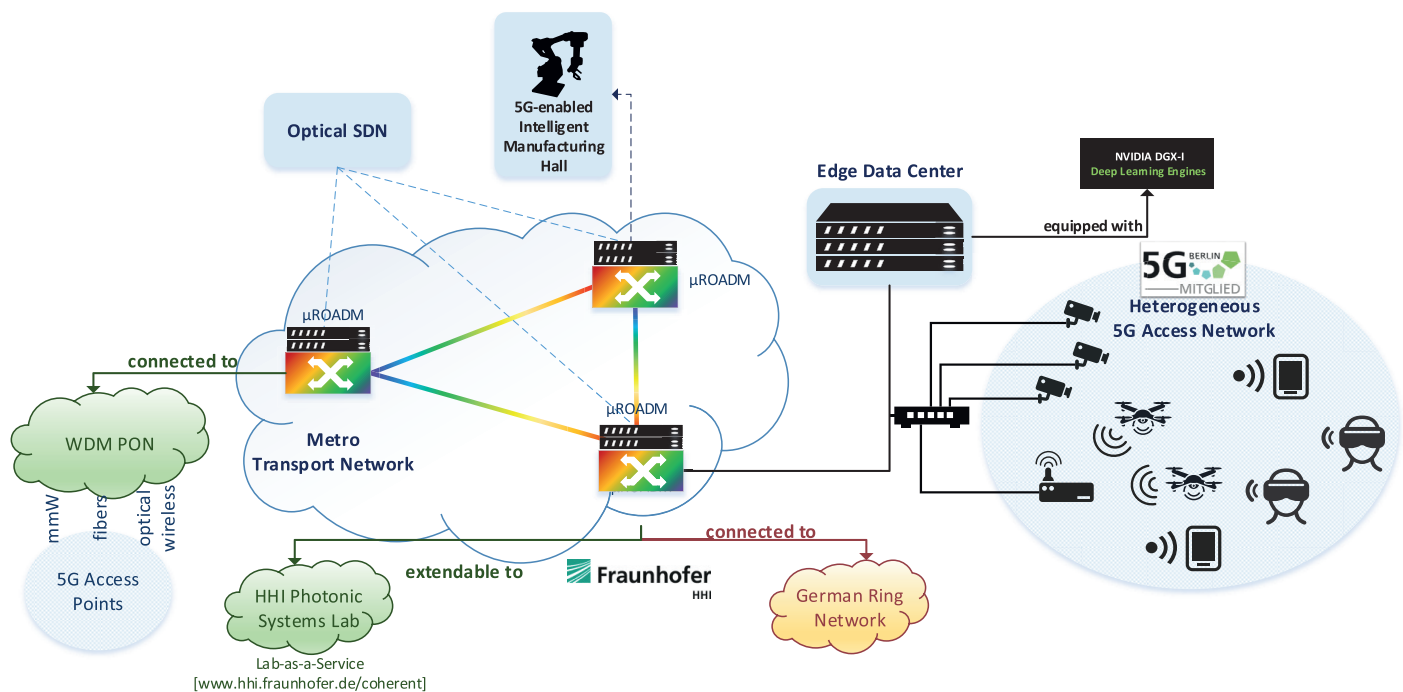 5G-enabled
Intelligent
Manufacturing
Hall
Optical SDN
Edge Data Center
NVIDIA DGX-I
Deep Learning Engines
equipped with
5G BERLIN
MITGLIED
Heterogeneous
5G Access Network
µROADM
µROADM
µROADM
connected to
WDM PON
Metro
Transport Network
mmW
fibers
optical
wireless
5G Access
Points
extendable to
connected to
Fraunhofer
HHI
HHI Photonic
Systems Lab
German Ring
Network
Lab-as-a-Service
[www.hhi.fraunhofer.de/coherent]